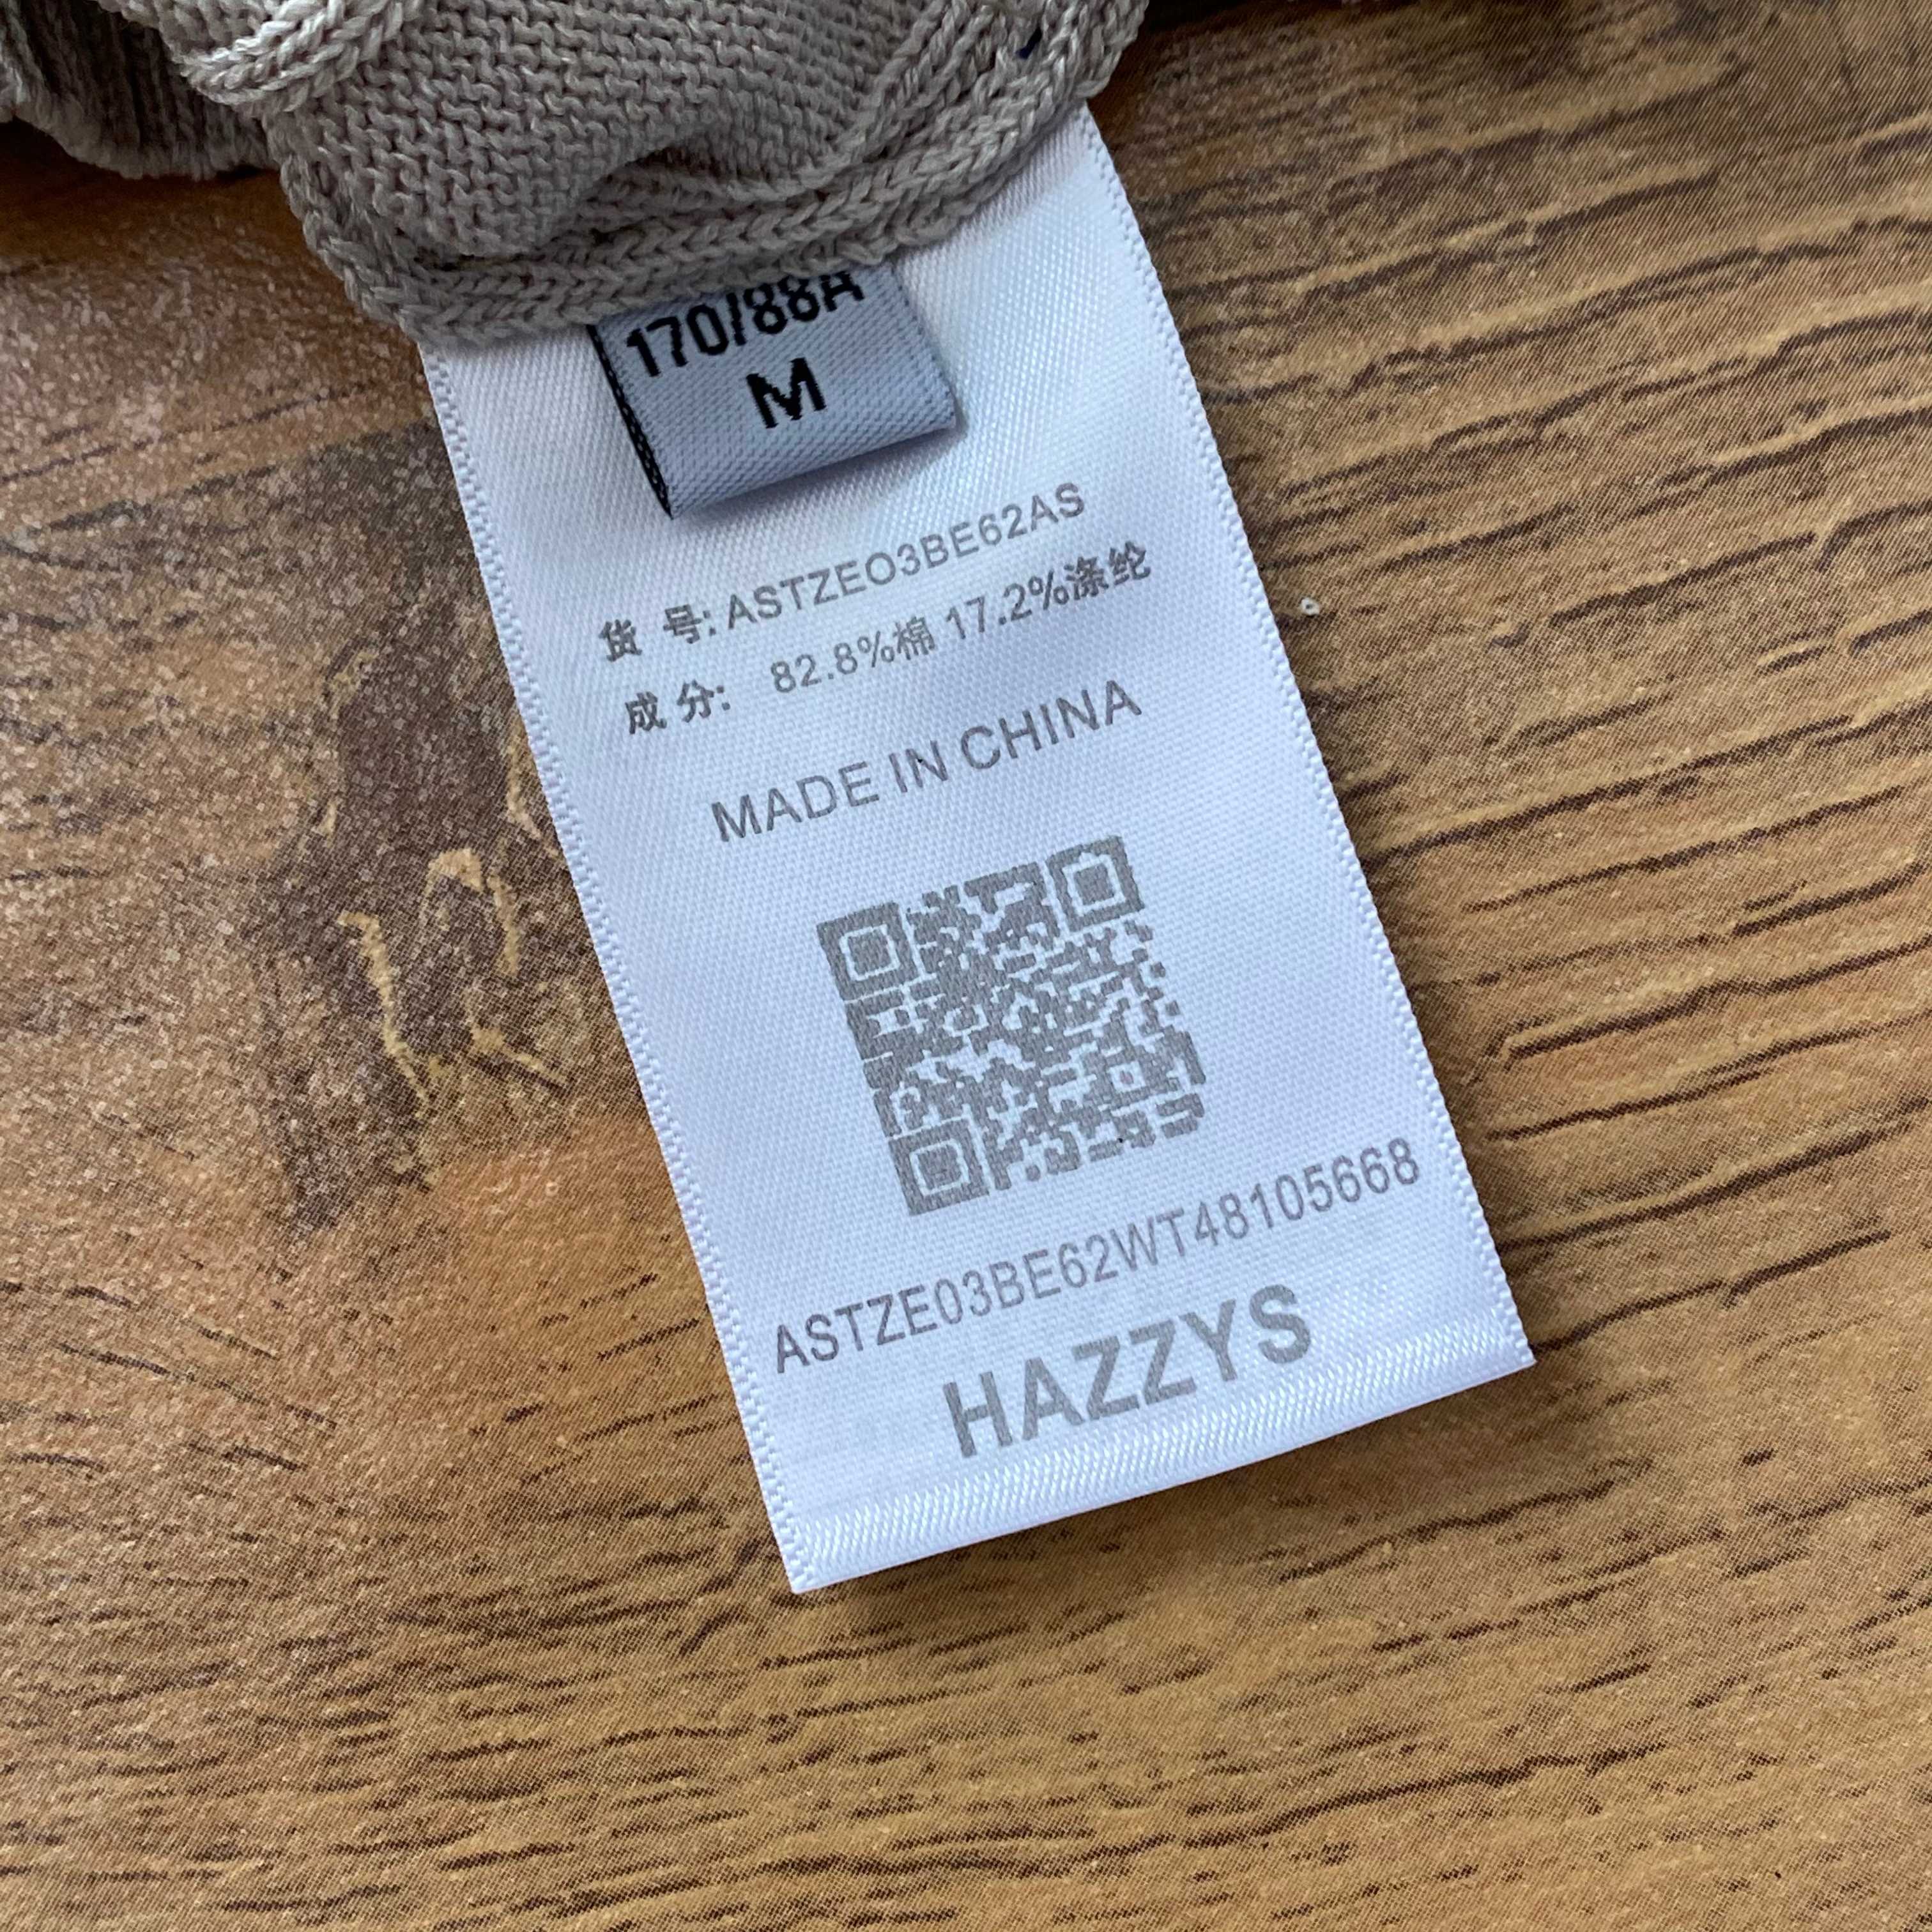 170/88A
M
货 号: ASTZEO3BE62AS
成 分: 82.8%棉 17.2%涤纶
MADE IN CHINA
ASTZE03BE62WT48105668
HAZZYS